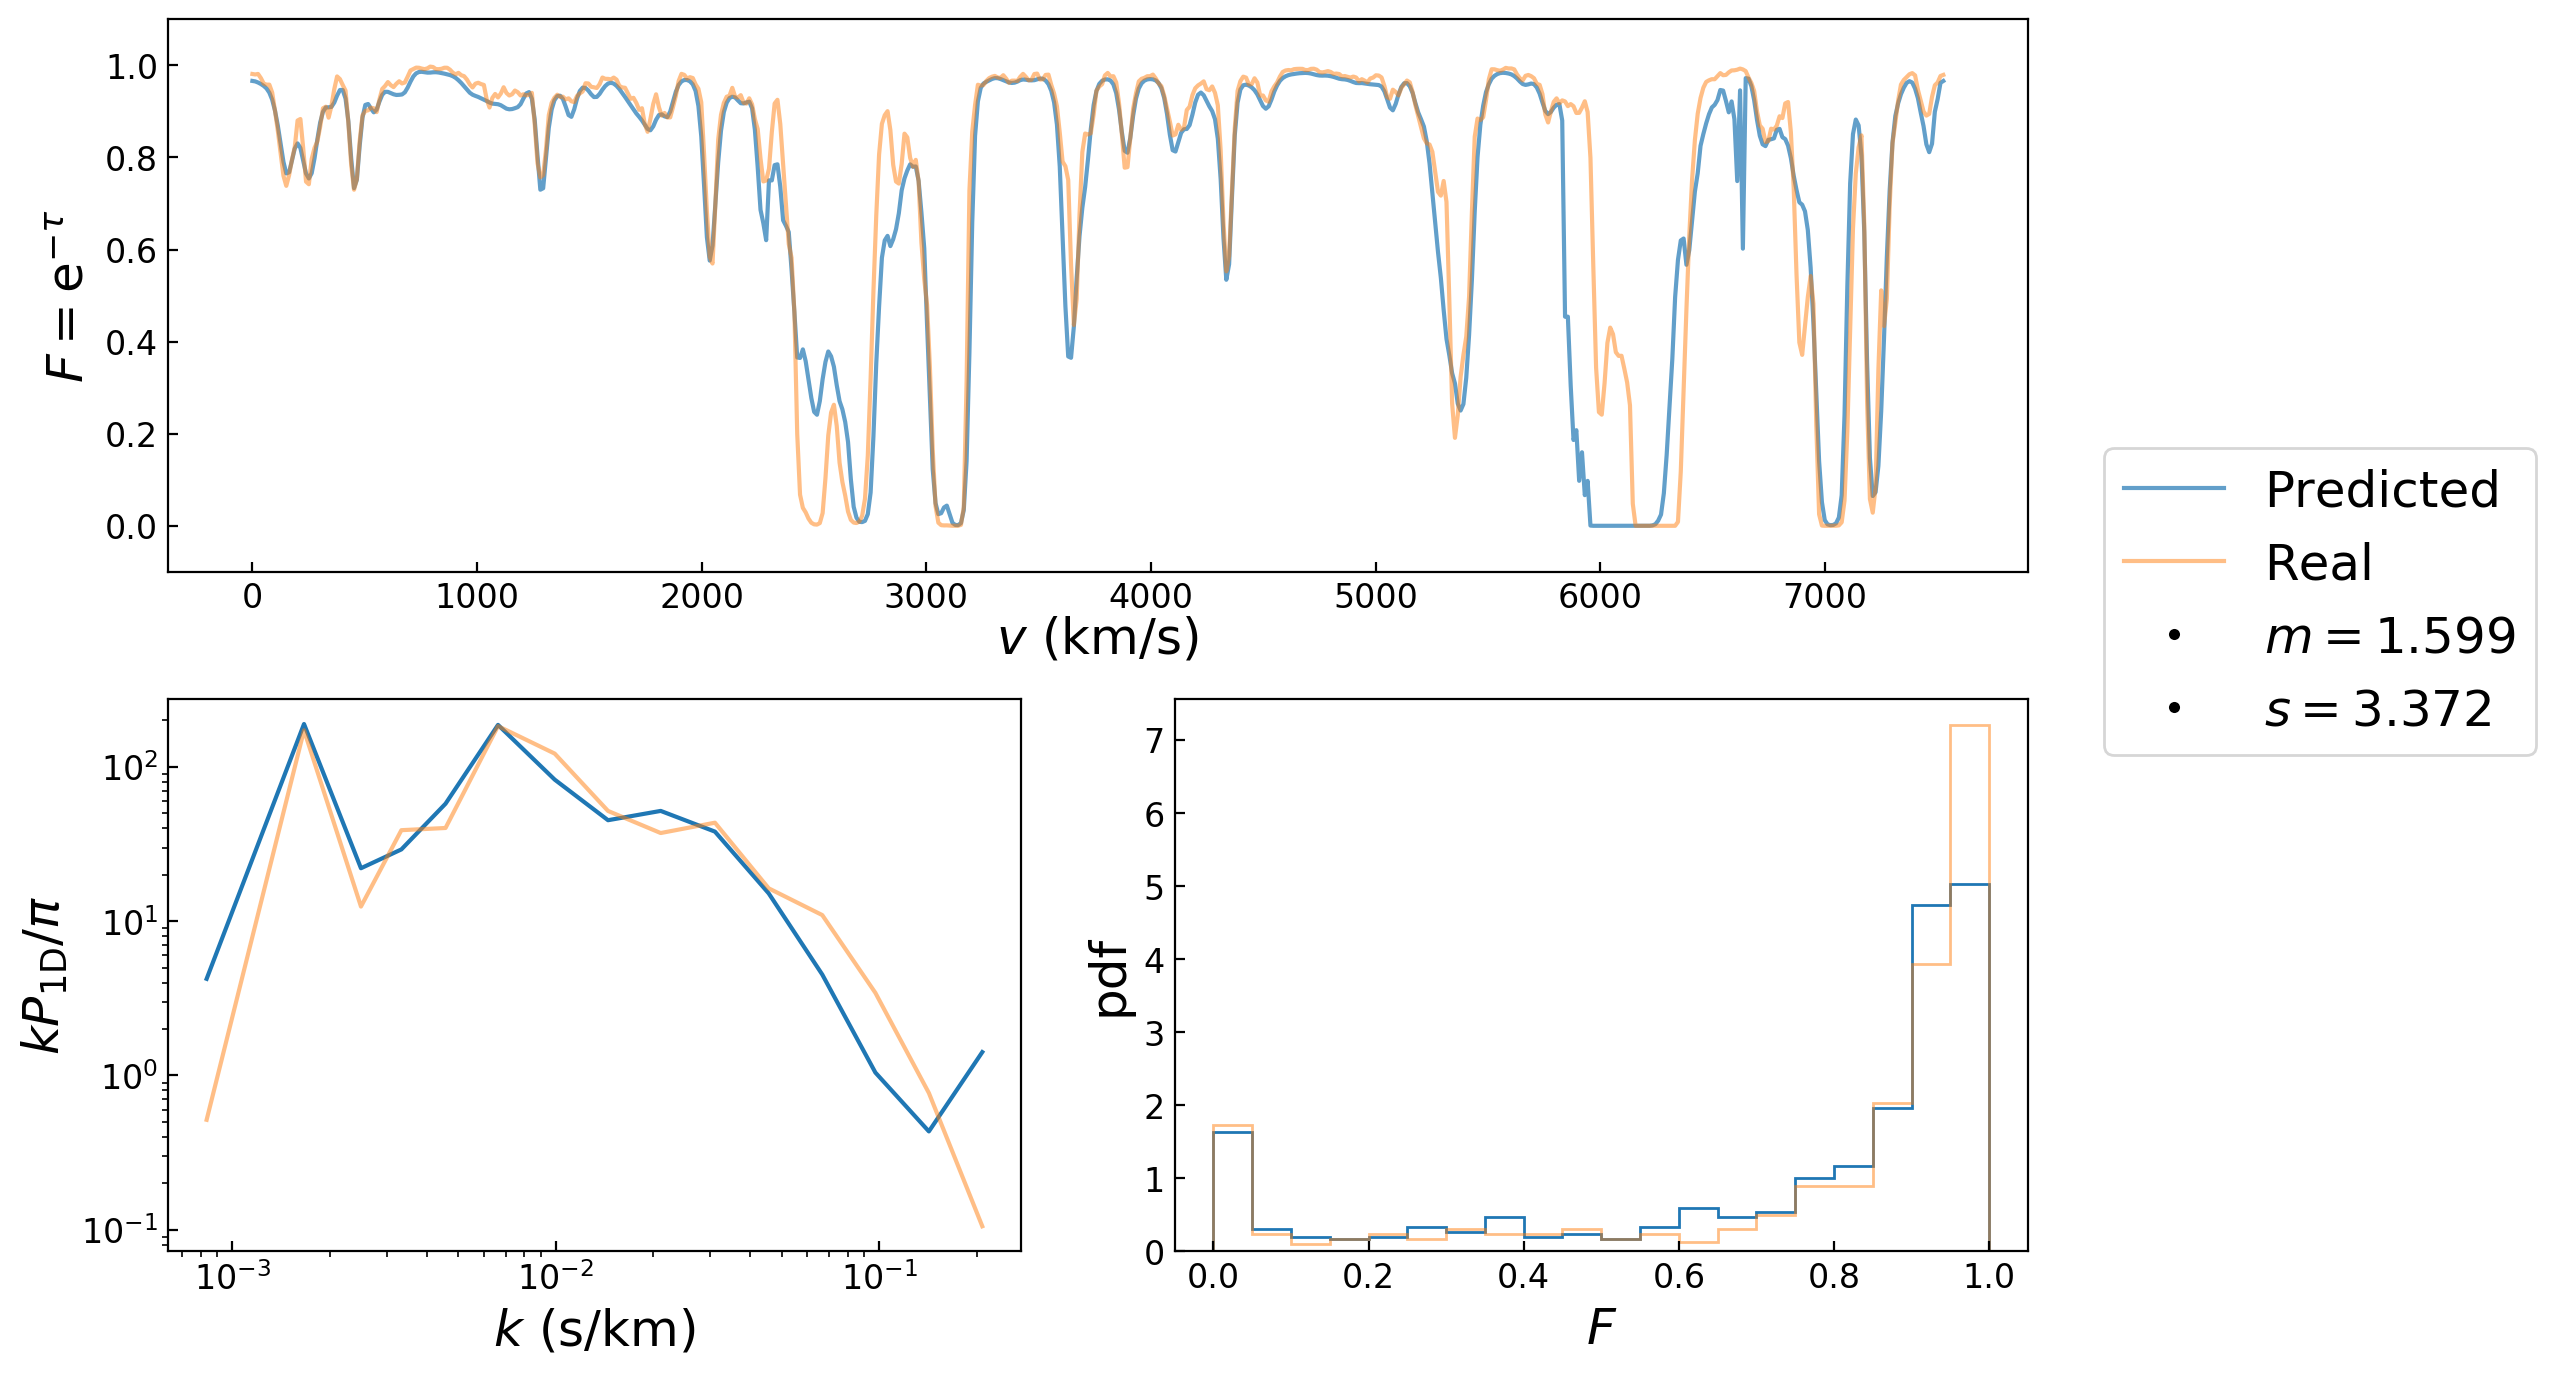 1.0
0.8
0.6
0.4
0.2
0.0
F = e^{-τ}
0 1000 2000 3000 4000 5000 6000 7000
v (km/s)
Predicted
Real
m = 1.599
s = 3.372
10^2
10^1
10^0
10^{-1}
kP_{1D}/π
10^{-3} 10^{-2} 10^{-1}
k (s/km)
7
6
5
4
3
2
1
0
pdf
0.0 0.2 0.4 0.6 0.8 1.0
F